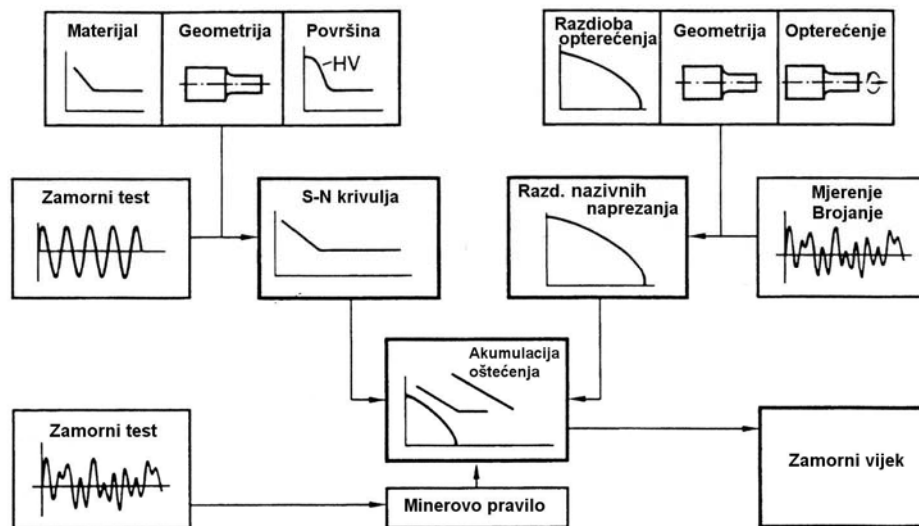 Materijal
Geometrija
Površina
HV
Razdioba
opterećenja
Geometrija
Opterećenje
Zamorni test
S-N krivulja
Razd. nazivnih
naprezanja
Mjerenje
Brojanje
Akumulacija
oštećenja
Zamorni test
Minerovo pravilo
Zamorni vijek